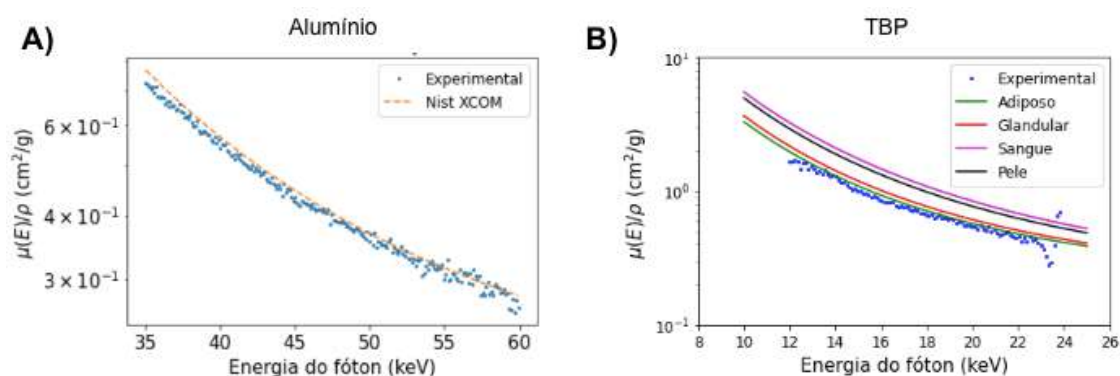 A)
Alumínio
Experimental
Nist XCOM
6 × 10⁻¹
4 × 10⁻¹
3 × 10⁻¹
μ(E)/ρ (cm²/g)
35 40 45 50 55 60
Energia do fóton (keV)
B)
TBP
Experimental
Adiposo
Glandular
Sangue
Pele
10¹
10⁰
10⁻¹
μ(E)/ρ (cm²/g)
8 10 12 14 16 18 20 22 24 26
Energia do fóton (keV)